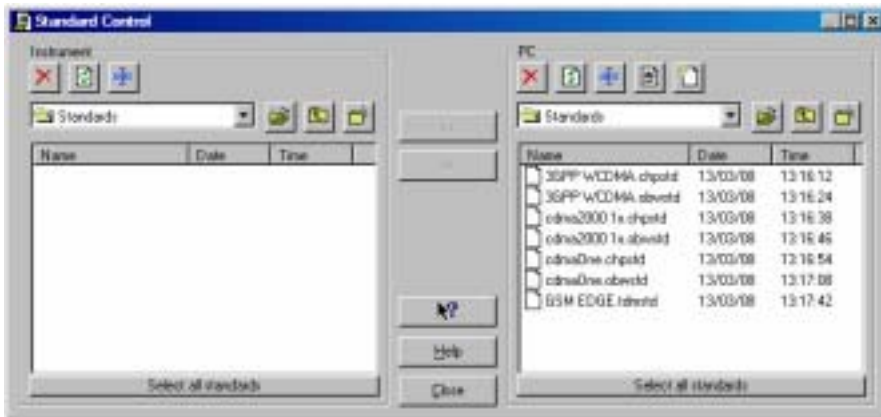 Standard Control
Instrument
Standards
Name Date Time
Select all standards
Help
Close
PC
Standards
Name Date Time
3GPP WCDMA.chpstd 13/03/08 13:16:12
3GPP WCDMA.obwstd 13/03/08 13:16:24
cdma2000 1x.chpstd 13/03/08 13:16:38
cdma2000 1x.obwstd 13/03/08 13:16:46
cdmaOne.chpstd 13/03/08 13:16:54
cdmaOne.obwstd 13/03/08 13:17:08
GSM EDGE 13/03/08 13:17:42
Select all standards